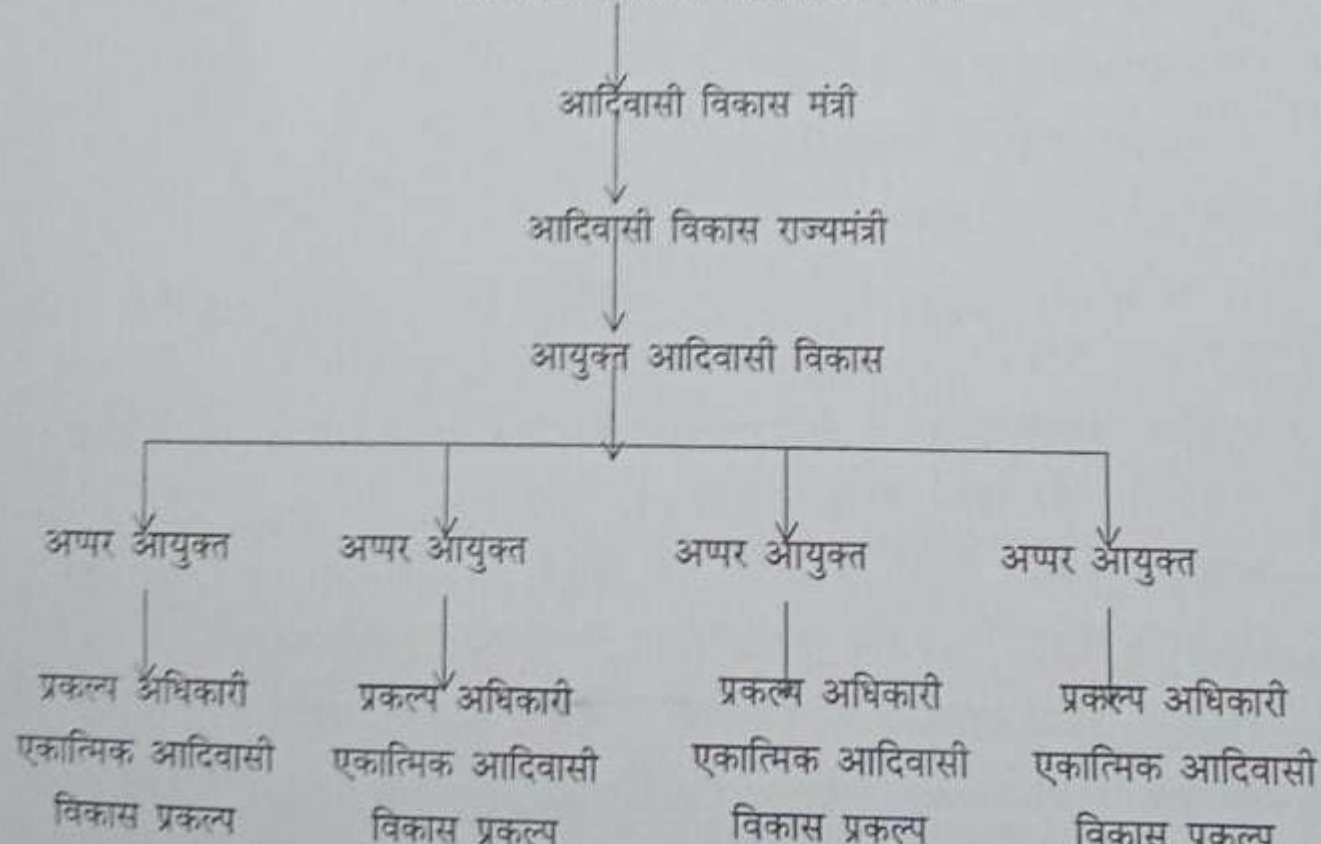 आदिवासी विकास मंत्री
आदिवासी विकास राज्यमंत्री
आयुक्त आदिवासी विकास
अप्पर आयुक्त अप्पर आयुक्त अप्पर आयुक्त अप्पर आयुक्त
प्रकल्प अधिकारी प्रकल्प अधिकारी प्रकल्प अधिकारी प्रकल्प अधिकारी
एकात्मिक आदिवासी एकात्मिक आदिवासी एकात्मिक आदिवासी एकात्मिक आदिवासी
विकास प्रकल्प विकास प्रकल्प विकास प्रकल्प विकास प्रकल्प